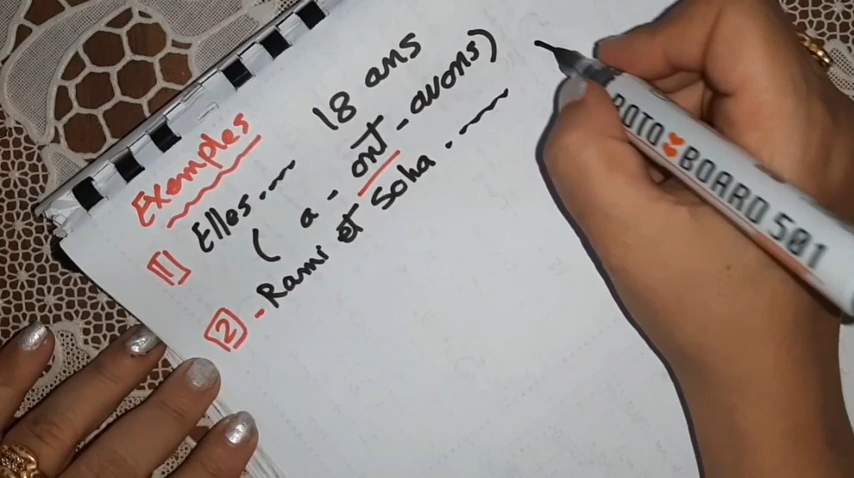 Exemples
1 Elles .... 18 ans
( a - ont - avons)
2 - Rami et Soha ....
ROTO BOARD 501